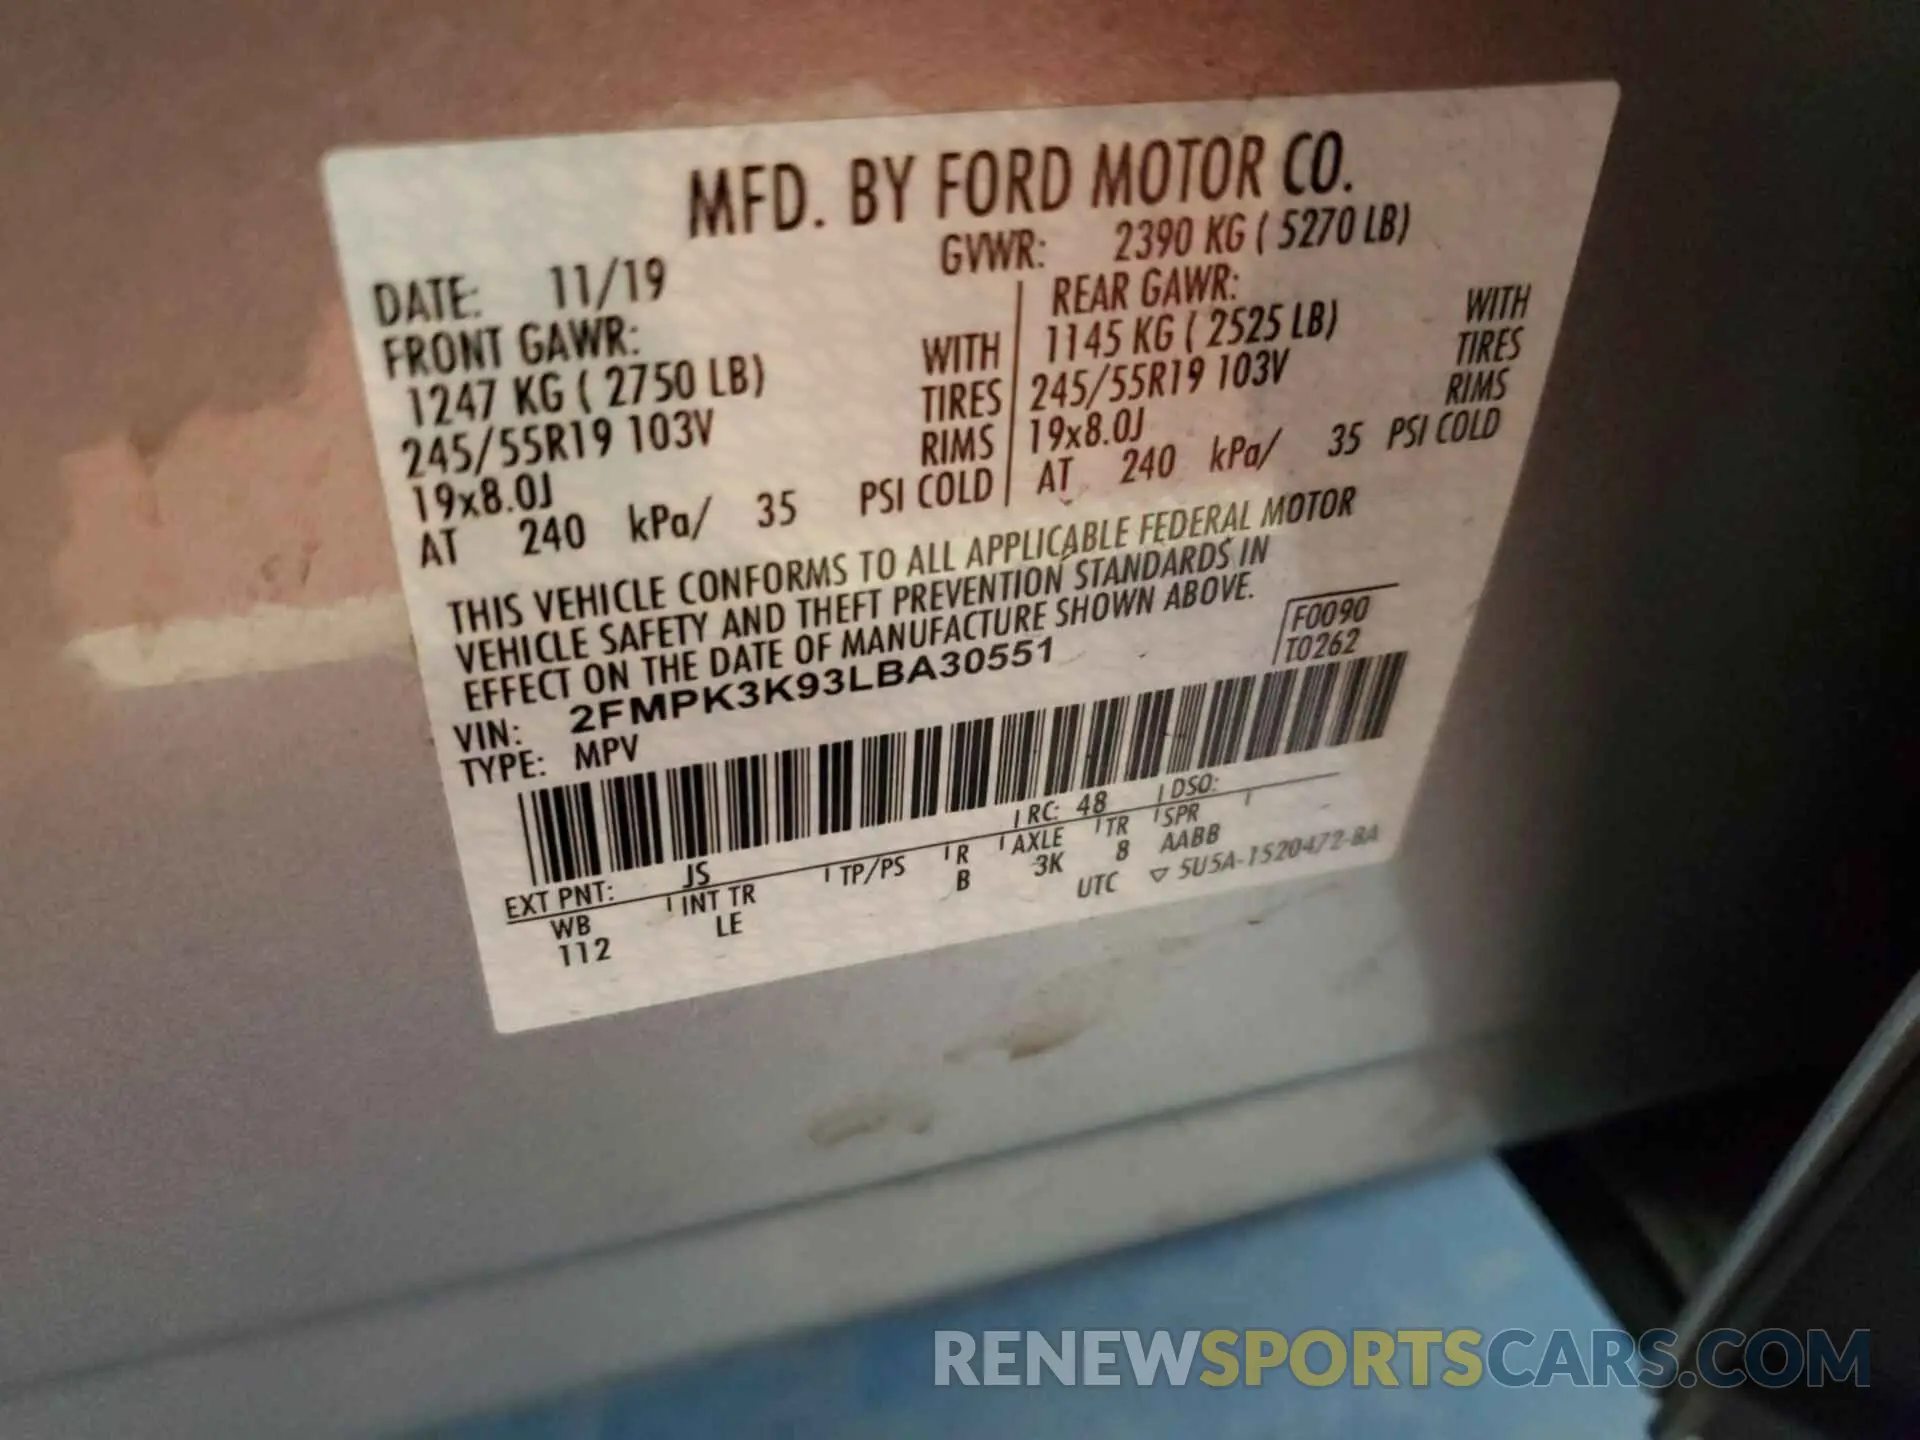 MFD. BY FORD MOTOR CO.
DATE: 11/19 GVWR: 2390 KG ( 5270 LB)
FRONT GAWR: REAR GAWR:
1247 KG ( 2750 LB) WITH 1145 KG ( 2525 LB) WITH
245/55R19 103V TIRES 245/55R19 103V TIRES
19x8.0J RIMS 19x8.0J RIMS
AT 240 kPa/ 35 PSI COLD AT 240 kPa/ 35 PSI COLD
THIS VEHICLE CONFORMS TO ALL APPLICABLE FEDERAL MOTOR
VEHICLE SAFETY AND THEFT PREVENTION STANDARDS IN
EFFECT ON THE DATE OF MANUFACTURE SHOWN ABOVE.
VIN: 2FMPK3K93LBA30551 F0090
TYPE: MPV T0262
EXT PNT: JS RC: 48 DSO:
WB INT TR TP/PS R AXLE TR SPR
112 LE B 3K 8 AABB
UTC ▽ 5U5A-1520472-BA
RENEWSPORTSCARS.COM